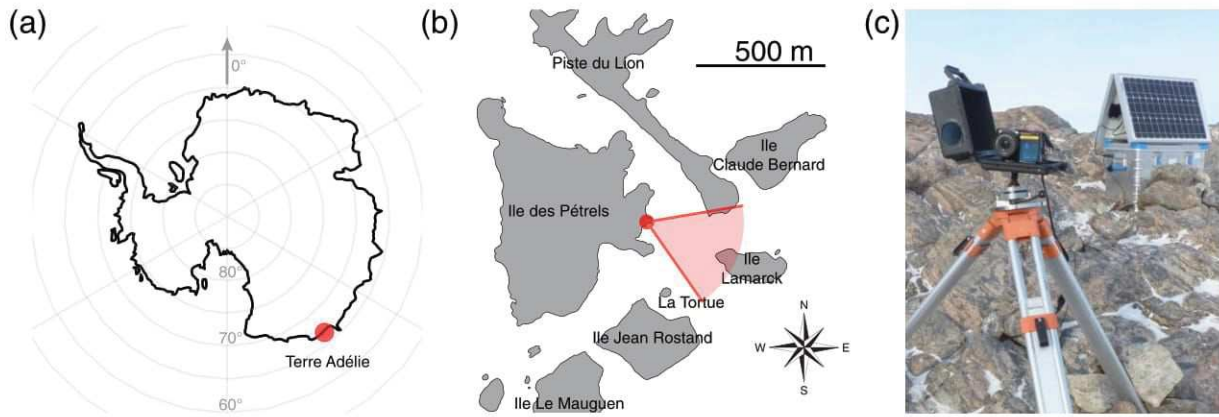 (a)
0°
80°
70°
Terre Adélie
60°
(b)
500 m
Piste du Lion
Ile
Claude Bernard
Ile des Pétrels
Ile
Lamarck
La Tortue
Ile Jean Rostand
N
W
E
S
Ile Le Mauguen
(c)